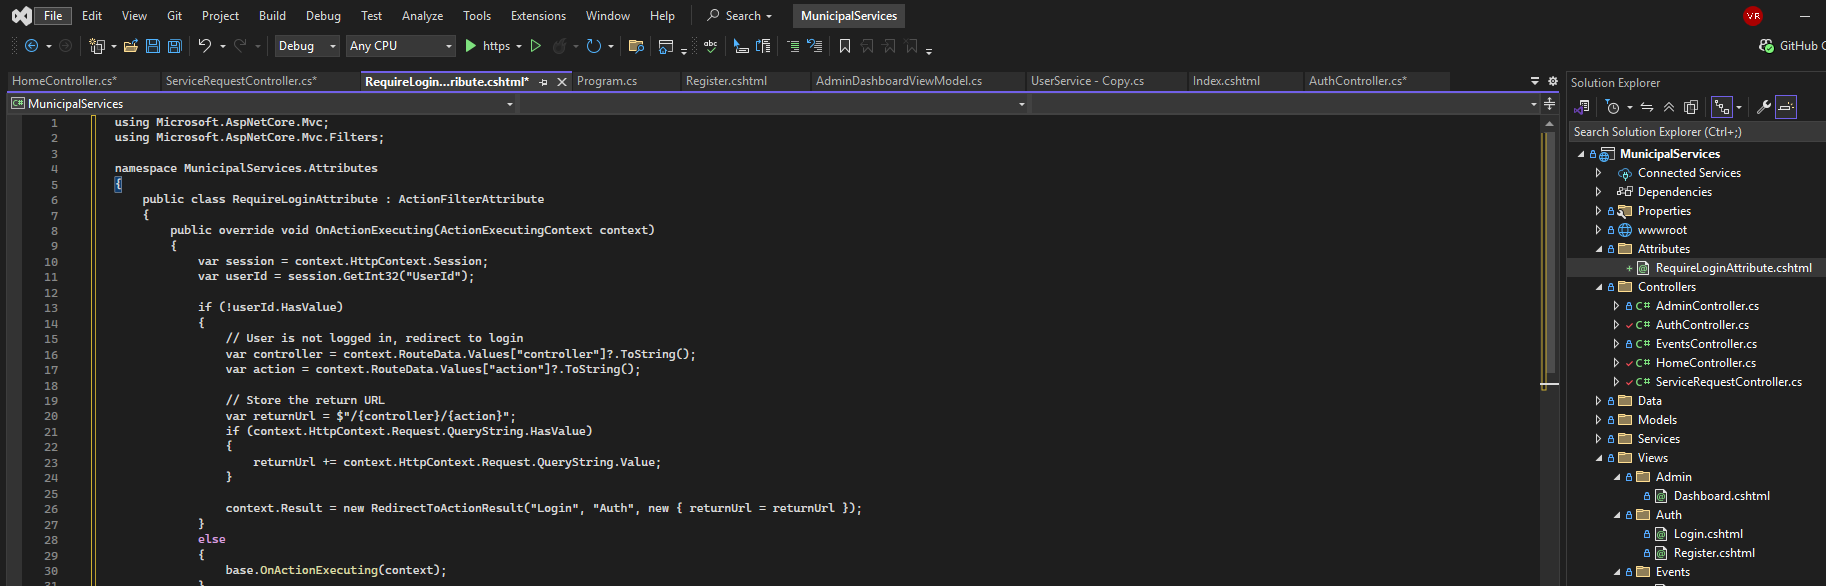 File Edit View Git Project Build Debug Test Analyze Tools Extensions Window Help Search MunicipalServices VR
Debug Any CPU https abc GitHub C
HomeController.cs* ServiceRequestController.cs* RequireLogin...ribute.cshtml* Program.cs Register.cshtml AdminDashboardViewModel.cs UserService - Copy.cs Index.cshtml AuthController.cs*
C# MunicipalServices
1 using Microsoft.AspNetCore.Mvc;
2 using Microsoft.AspNetCore.Mvc.Filters;
3
4 namespace MunicipalServices.Attributes
5 {
6 public class RequireLoginAttribute : ActionFilterAttribute
7 {
8 public override void OnActionExecuting(ActionExecutingContext context)
9 {
10 var session = context.HttpContext.Session;
11 var userId = session.GetInt32("UserId");
12
13 if (!userId.HasValue)
14 {
15 // User is not logged in, redirect to login
16 var controller = context.RouteData.Values["controller"]?.ToString();
17 var action = context.RouteData.Values["action"]?.ToString();
18
19 // Store the return URL
20 var returnUrl = $"/{controller}/{action}";
21 if (context.HttpContext.Request.QueryString.HasValue)
22 {
23 returnUrl += context.HttpContext.Request.QueryString.Value;
24 }
25
26 context.Result = new RedirectToActionResult("Login", "Auth", new { returnUrl = returnUrl });
27 }
28 else
29 {
30 base.OnActionExecuting(context);
31 }
Solution Explorer
Search Solution Explorer (Ctrl+;)
MunicipalServices
Connected Services
Dependencies
Properties
wwwroot
Attributes
+ RequireLoginAttribute.cshtml
Controllers
C# AdminController.cs
C# AuthController.cs
C# EventsController.cs
C# HomeController.cs
C# ServiceRequestController.cs
Data
Models
Services
Views
Admin
Dashboard.cshtml
Auth
Login.cshtml
Register.cshtml
Events